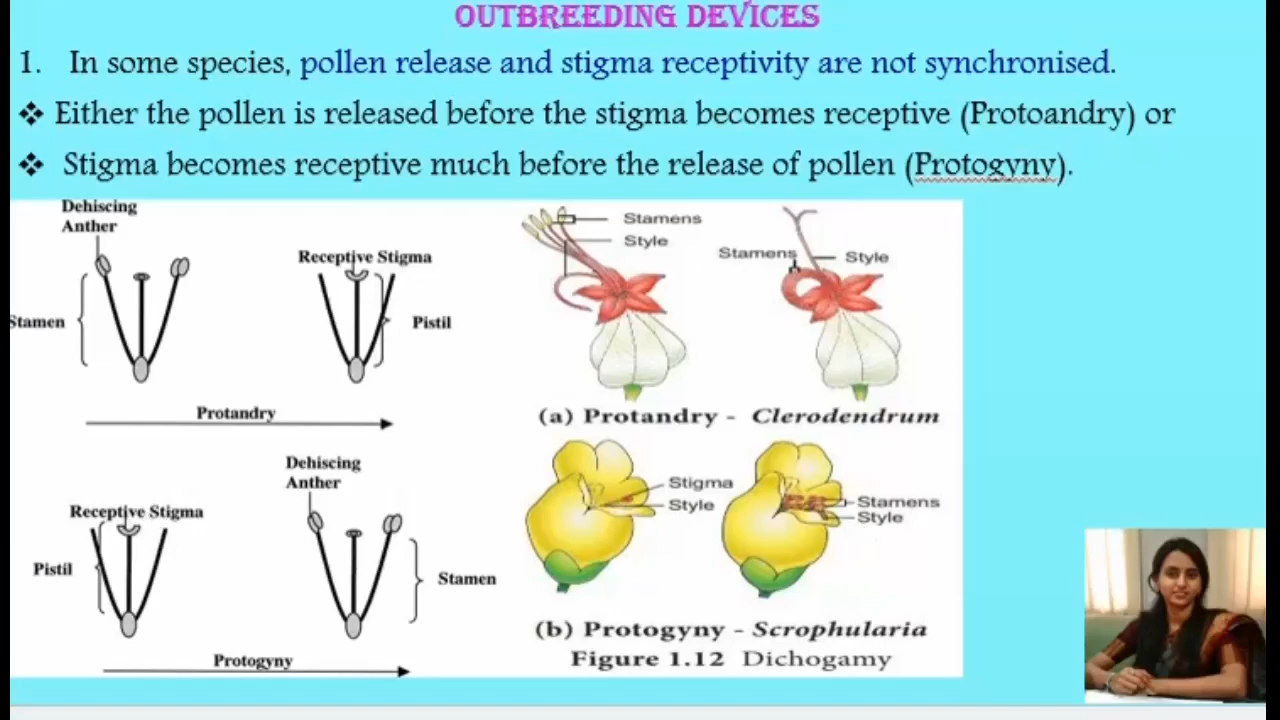 OUTBREEDING DEVICES
1. In some species, pollen release and stigma receptivity are not synchronised.
❖ Either the pollen is released before the stigma becomes receptive (Protoandry) or
❖ Stigma becomes receptive much before the release of pollen (Protogyny).
Dehiscing
Anther
Receptive Stigma
Stamen
Pistil
Protandry
Stamens
Style
Stamens
Style
(a) Protandry - Clerodendrum
Dehiscing
Anther
Receptive Stigma
Pistil
Stamen
Protogyny
Stigma
Style
Stamens
Style
(b) Protogyny - Scrophularia
Figure 1.12 Dichogamy